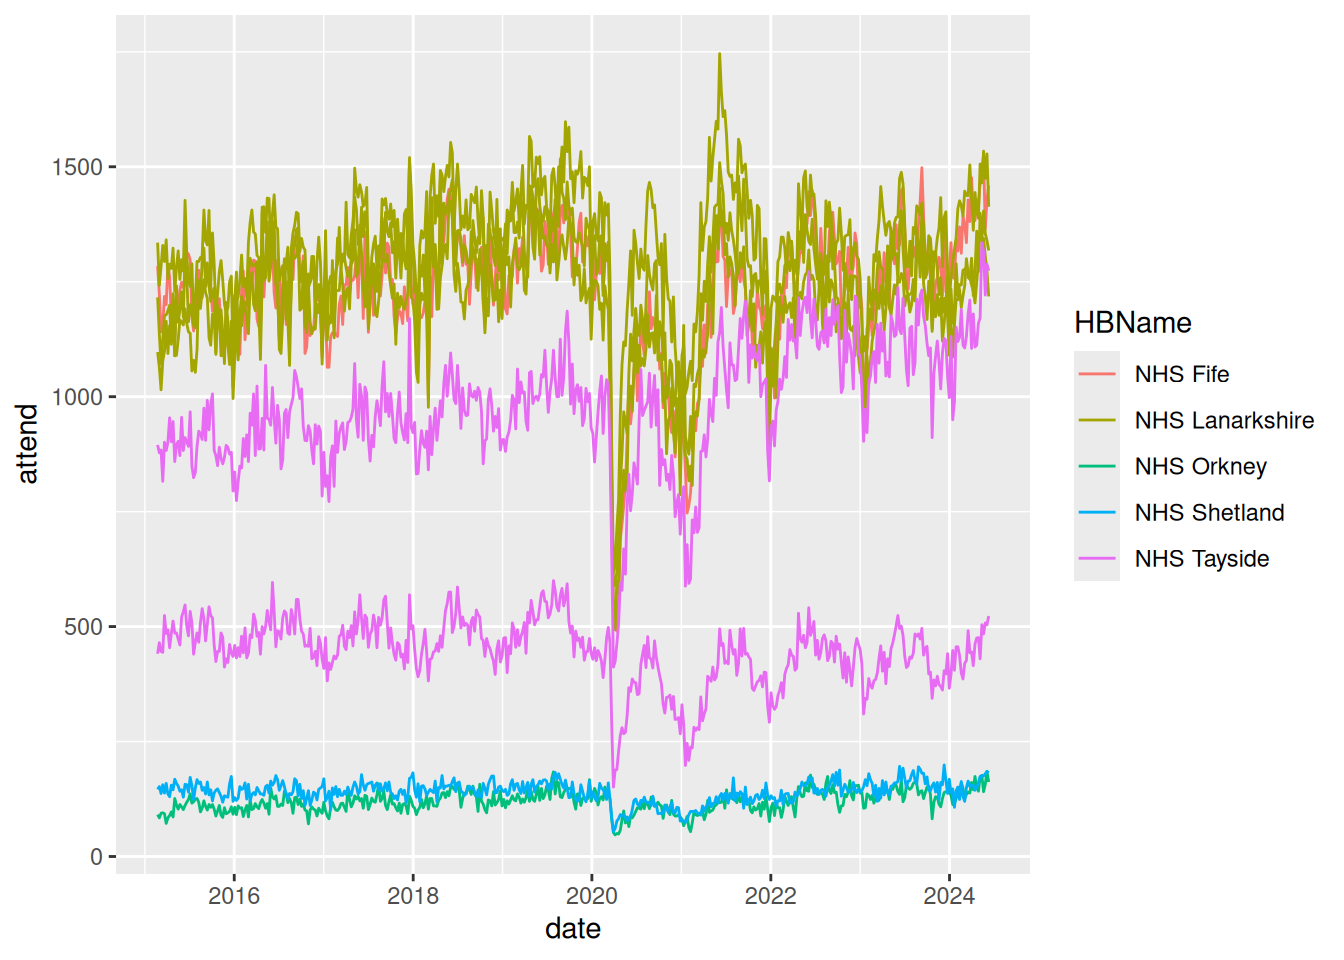 1500
1000
500
0
attend
2016 2018 2020 2022 2024
date
HBName
NHS Fife
NHS Lanarkshire
NHS Orkney
NHS Shetland
NHS Tayside